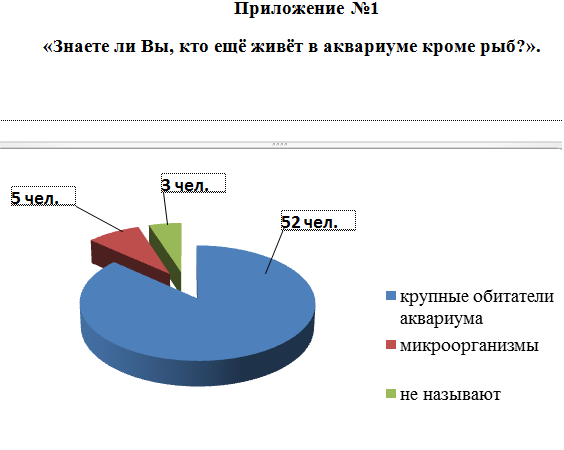 Приложение №1
«Знаете ли Вы, кто ещё живёт в аквариуме кроме рыб?».
3 чел.
5 чел.
52 чел.
крупные обитатели
аквариума
микроорганизмы
не называют